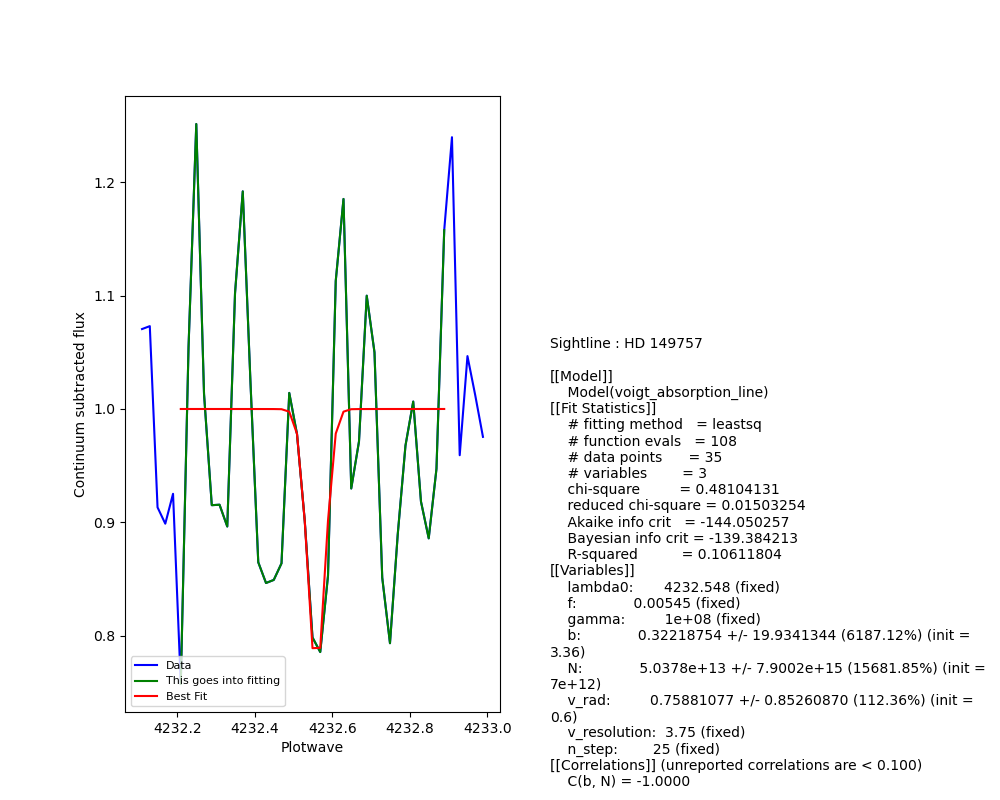 1.2
1.1
1.0
0.9
0.8
Continuum subtracted flux
4232.2 4232.4 4232.6 4232.8 4233.0
Plotwave
Data
This goes into fitting
Best Fit
Sightline : HD 149757
[[Model]]
Model(voigt_absorption_line)
[[Fit Statistics]]
# fitting method = leastsq
# function evals = 108
# data points = 35
# variables = 3
chi-square = 0.48104131
reduced chi-square = 0.01503254
Akaike info crit = -144.050257
Bayesian info crit = -139.384213
R-squared = 0.10611804
[[Variables]]
lambda0: 4232.548 (fixed)
f: 0.00545 (fixed)
gamma: 1e+08 (fixed)
b: 0.32218754 +/- 19.9341344 (6187.12%) (init =
3.36)
N: 5.0378e+13 +/- 7.9002e+15 (15681.85%) (init =
7e+12)
v_rad: 0.75881077 +/- 0.85260870 (112.36%) (init =
0.6)
v_resolution: 3.75 (fixed)
n_step: 25 (fixed)
[[Correlations]] (unreported correlations are < 0.100)
C(b, N) = -1.0000